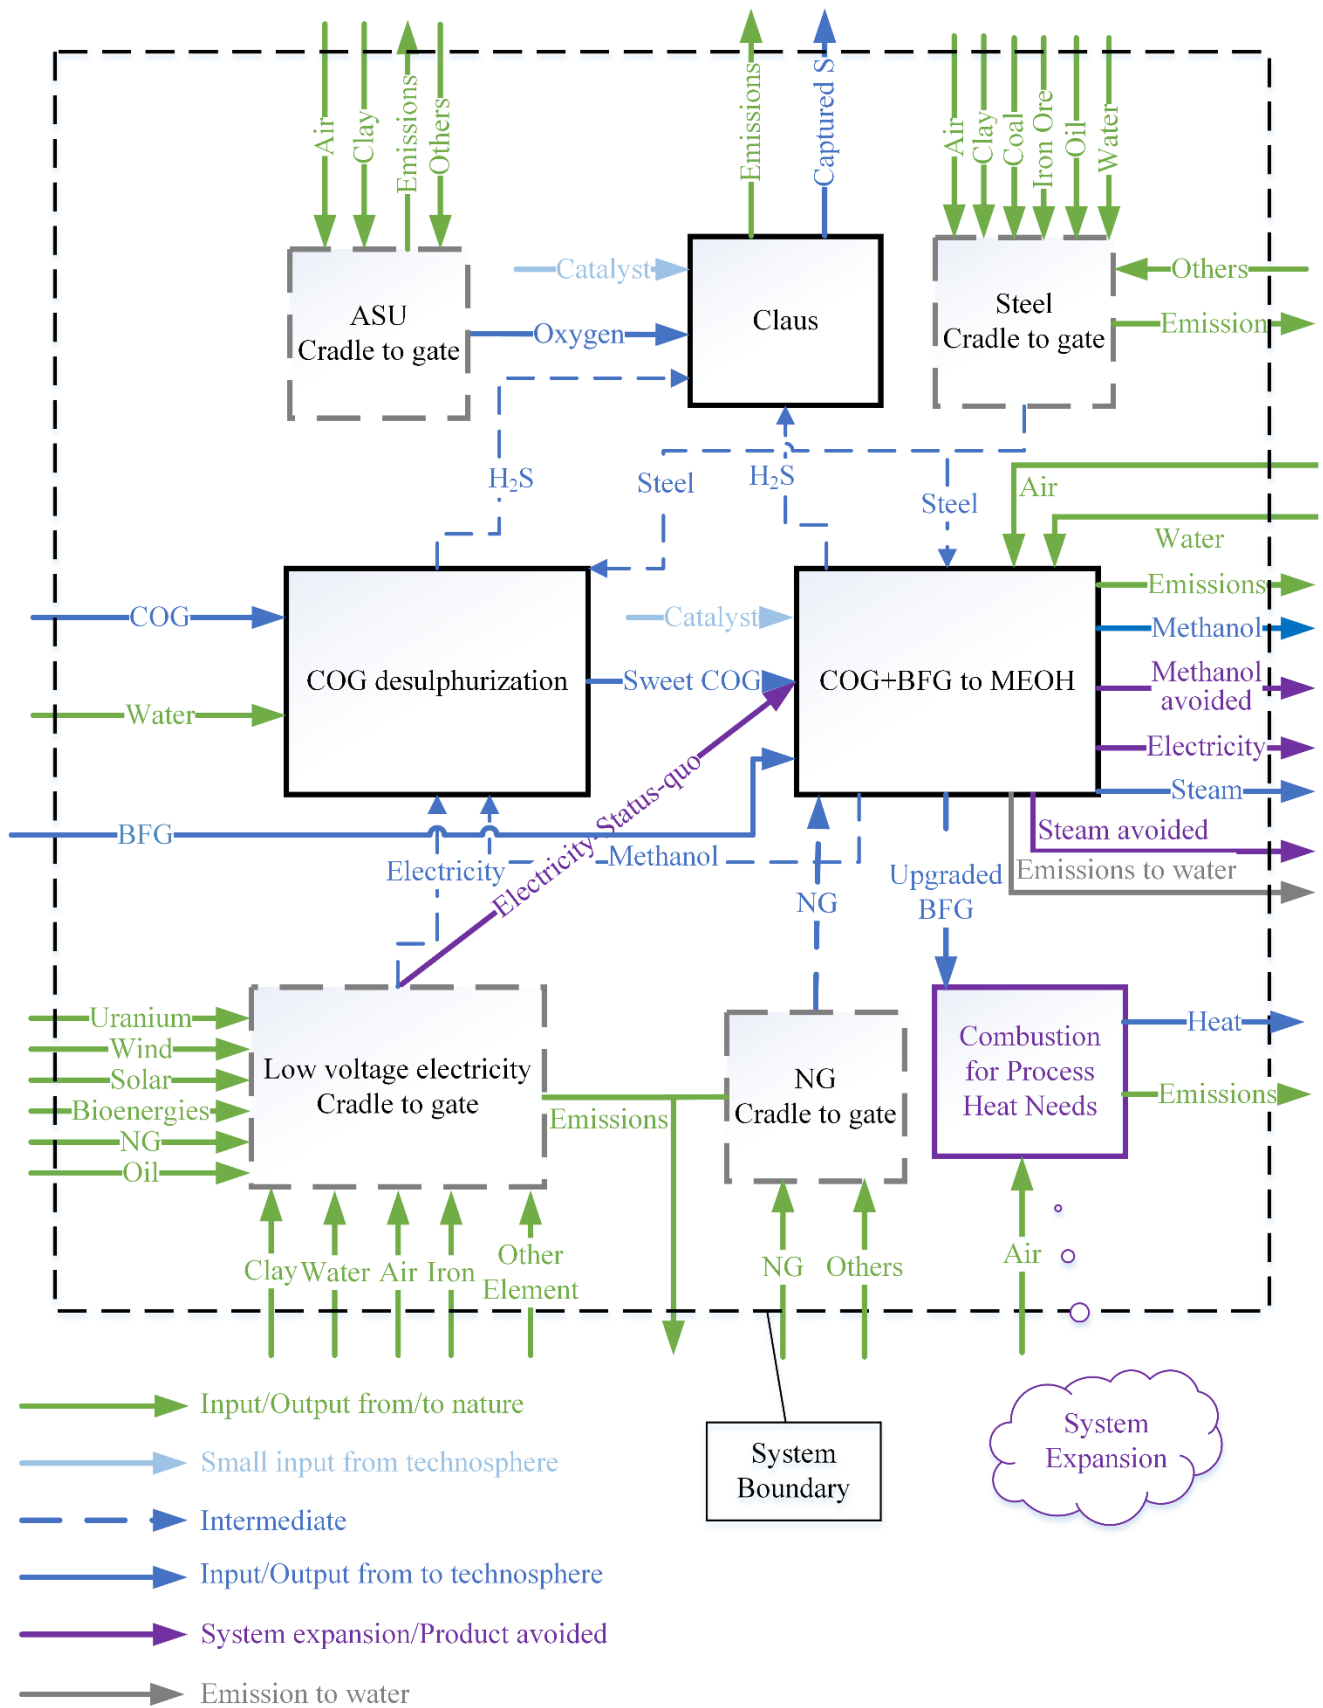 Air
Clay
Emissions
Others
Emissions
Captured S
Air
Clay
Coal
Iron Ore
Oil
Water
ASU
Cradle to gate
Catalyst
Oxygen
Claus
Steel
Cradle to gate
Others
Emission
H₂S
Steel
H₂S
Steel
Air
Water
COG
Water
COG desulphurization
Catalyst
Sweet COG
COG+BFG to MEOH
Emissions
Methanol
Methanol
avoided
Electricity
Steam
Steam avoided
Emissions to water
BFG
Electricity
Electricity-Status-quo
Methanol
NG
Upgraded
BFG
Uranium
Wind
Solar
Bioenergies
NG
Oil
Low voltage electricity
Cradle to gate
Emissions
NG
Cradle to gate
Combustion
for Process
Heat Needs
Heat
Emissions
Clay
Water
Air
Iron
Other
Element
NG
Others
Air
Input/Output from/to nature
Small input from technosphere
Intermediate
Input/Output from to technosphere
System expansion/Product avoided
Emission to water
System
Boundary
System
Expansion